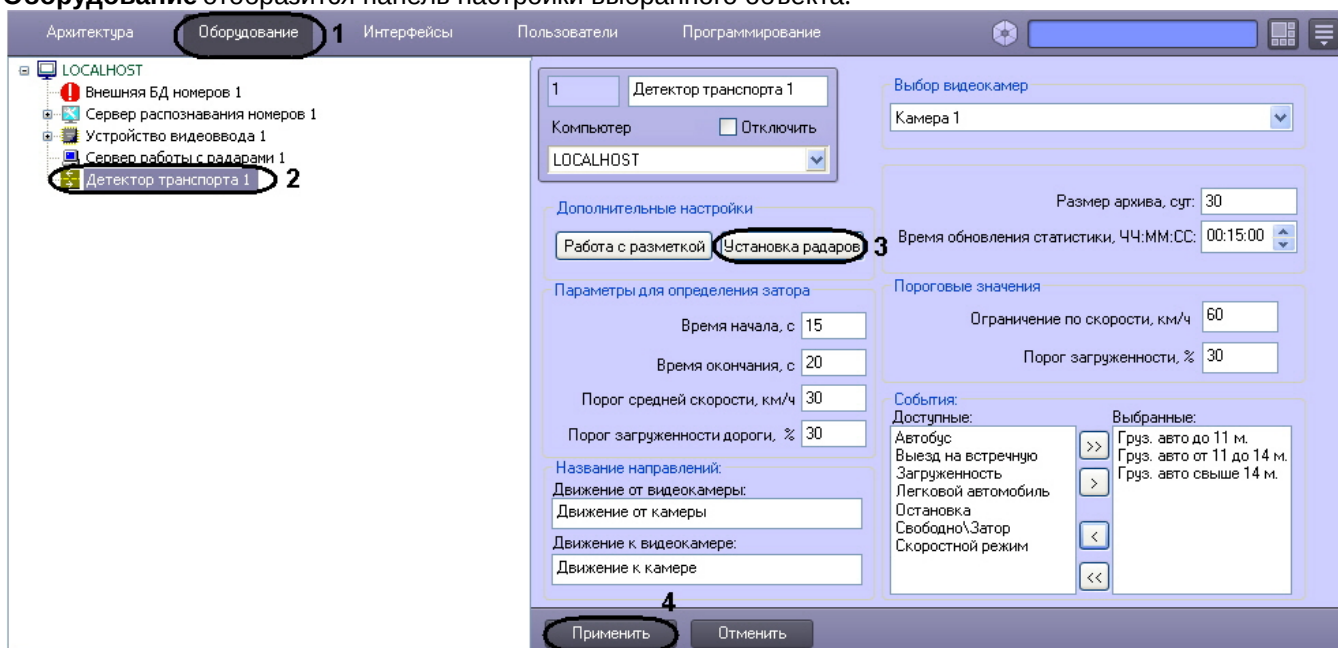 Оборудование отобразится панель настройки выбранного объекта.
Архитектура Оборудование 1 Интерфейсы Пользователи Программирование
LOCALHOST
Внешняя БД номеров 1
Сервер распознавания номеров 1
Устройство видеоввода 1
Сервер работы с радарами 1
Детектор транспорта 1 2
1 Детектор транспорта 1
Компьютер Отключить
LOCALHOST
Дополнительные настройки
Работа с разметкой Установка радаров 3
Параметры для определения затора
Время начала, с 15
Время окончания, с 20
Порог средней скорости, км/ч 30
Порог загруженности дороги, % 30
Название направлений:
Движение от видеокамеры:
Движение от камеры
Движение к видеокамере:
Движение к камере
Выбор видеокамер
Камера 1
Размер архива, сут: 30
Время обновления статистики, ЧЧ:ММ:СС: 00:15:00
Пороговые значения
Ограничение по скорости, км/ч 60
Порог загруженности, % 30
События:
Доступные:
Автобус
Выезд на встречную
Загруженность
Легковой автомобиль
Остановка
Свободно\Затор
Скоростной режим
>>
>
<
<<
Выбранные:
Груз. авто до 11 м.
Груз. авто от 11 до 14 м.
Груз. авто свыше 14 м.
4
Применить Отменить